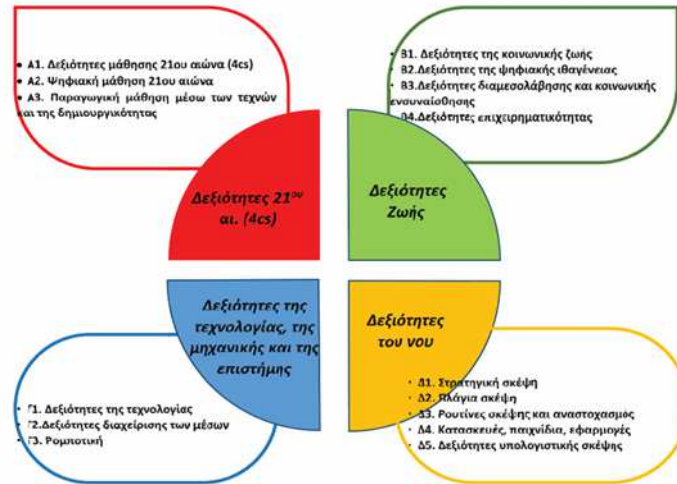 • Α1. Δεξιότητες μάθησης 21ου αιώνα (4cs)
• Α2. Ψηφιακή μάθηση 21ου αιώνα
• Α3. Παραγωγική μάθηση μέσω των τεχνών
και της δημιουργικότητας
• Β1. Δεξιότητες της κοινωνικής ζωής
• Β2.Δεξιότητες της ψηφιακής ιθαγένειας
• Β3.Δεξιότητες διαμεσολάβησης και κοινωνικής
ενσυναίσθησης
• Β4.Δεξιότητες επιχειρηματικότητας
Δεξιότητες 21ου
αι. (4cs)
Δεξιότητες
Ζωής
Δεξιότητες της
τεχνολογίας, της
μηχανικής και της
επιστήμης
Δεξιότητες
του νου
• Γ1. Δεξιότητες της τεχνολογίας
• Γ2.Δεξιότητες διαχείρισης των μέσων
• Γ3. Ρομποτική
• Δ1. Στρατηγική σκέψη
• Δ2. Πλάγια σκέψη
• Δ3. Ρουτίνες σκέψης και αναστοχασμος
• Δ4. Κατασκευές, παιχνίδια, εφαρμογές
• Δ5. Δεξιότητες υπολογιστικής σκέψης